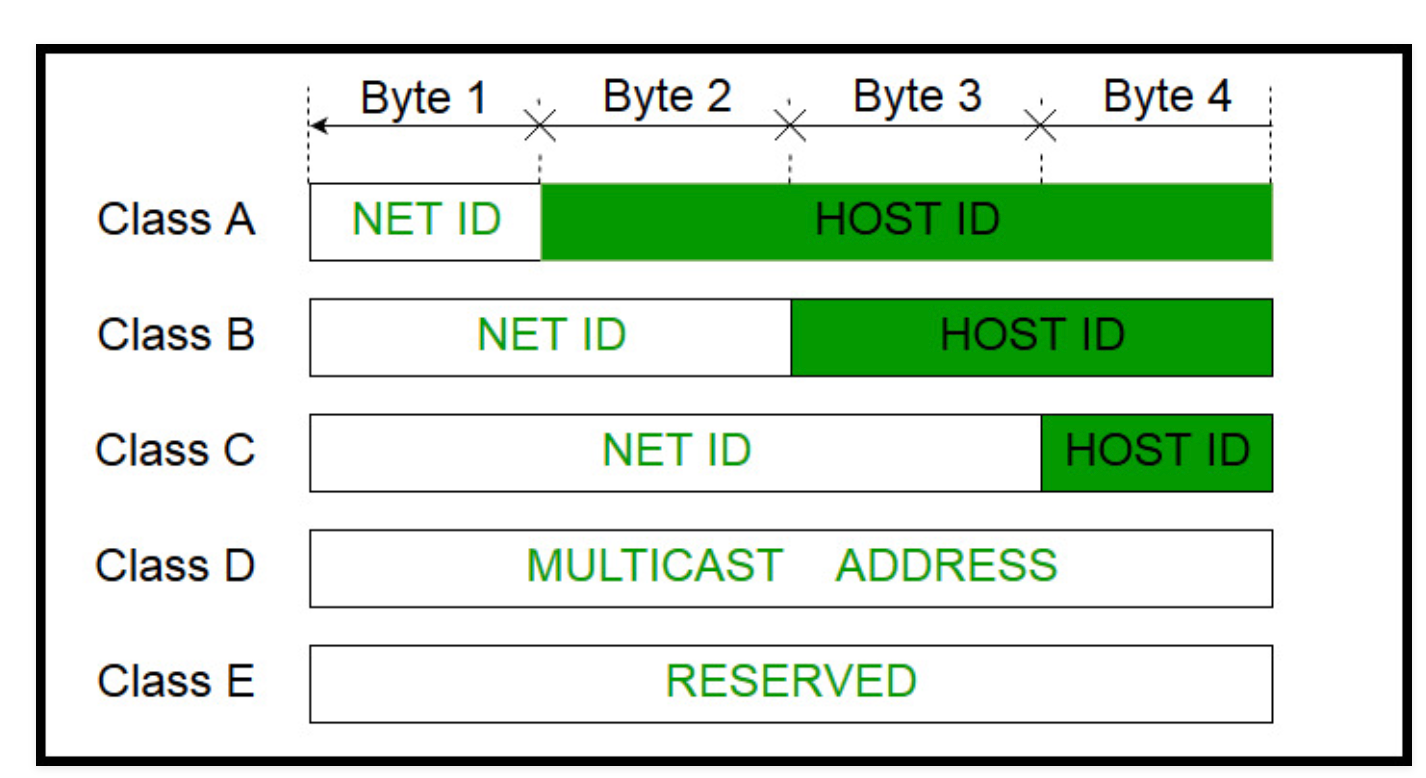 Byte 1 Byte 2 Byte 3 Byte 4
Class A NET ID HOST ID
Class B NET ID HOST ID
Class C NET ID HOST ID
Class D MULTICAST ADDRESS
Class E RESERVED